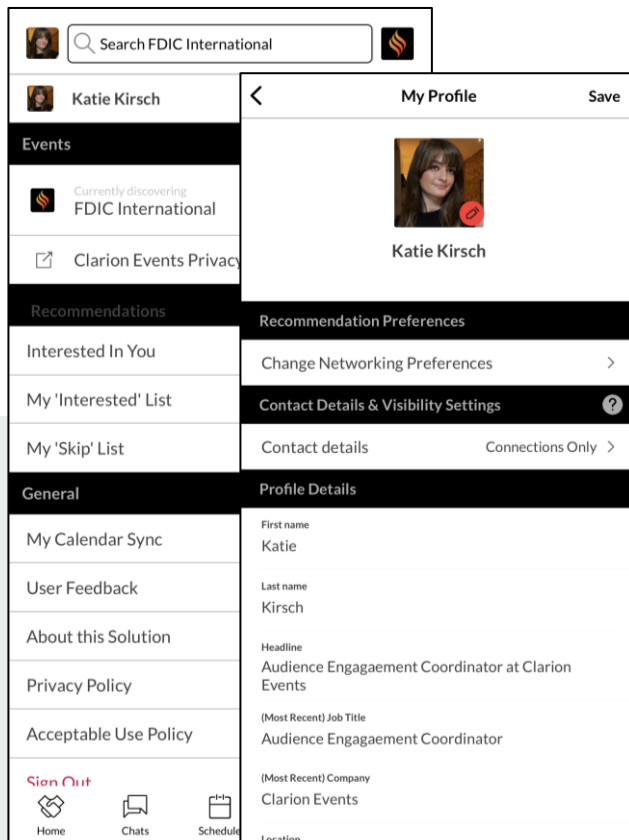 Search FDIC International
Katie Kirsch
Events
Currently discovering
FDIC International
Clarion Events Privacy
Recommendations
Interested In You
My 'Interested' List
My 'Skip' List
General
My Calendar Sync
User Feedback
About this Solution
Privacy Policy
Acceptable Use Policy
Sign Out
Home
Chats
Schedule
My Profile
Save
Katie Kirsch
Recommendation Preferences
Change Networking Preferences
Contact Details & Visibility Settings
?
Contact details
Connections Only
Profile Details
First name
Katie
Last name
Kirsch
Headline
Audience Engagaement Coordinator at Clarion
Events
(Most Recent) Job Title
Audience Engagement Coordinator
(Most Recent) Company
Clarion Events
Location